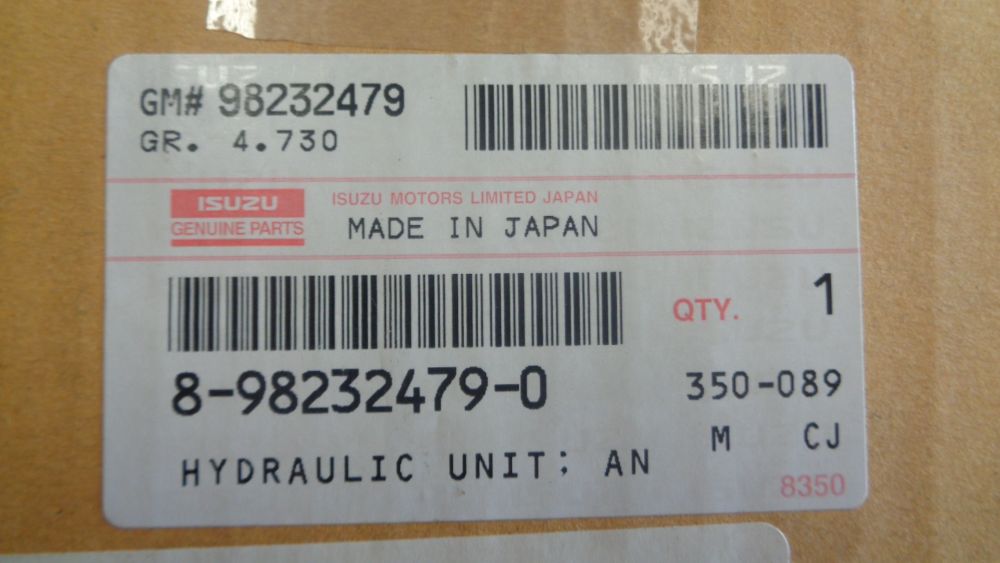 GM# 98232479
GR. 4.730
ISUZU
GENUINE PARTS
ISUZU MOTORS LIMITED JAPAN
MADE IN JAPAN
QTY. 1
8-98232479-0
350-089
M CJ
HYDRAULIC UNIT; AN
8350